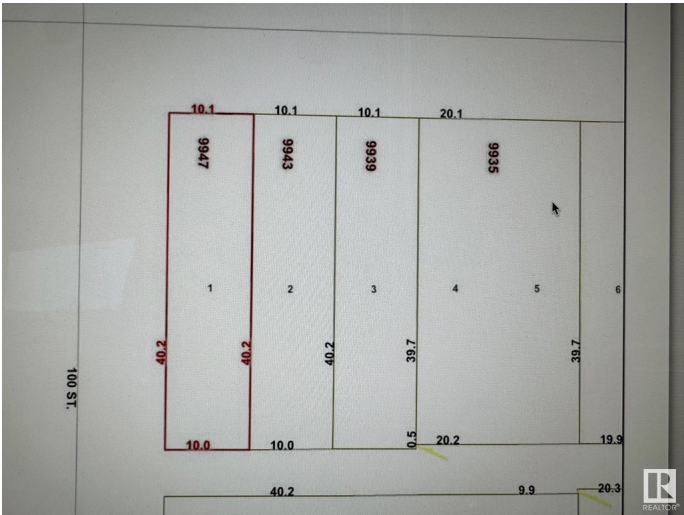 10.1 10.1 10.1 20.1
9947 9943 9939 9935
1 2 3 4 5 6
40.2 40.2 40.2 39.7 39.7
100 ST.
10.0 10.0 0.5 20.2 19.9
40.2 9.9 20.3
REALTOR®